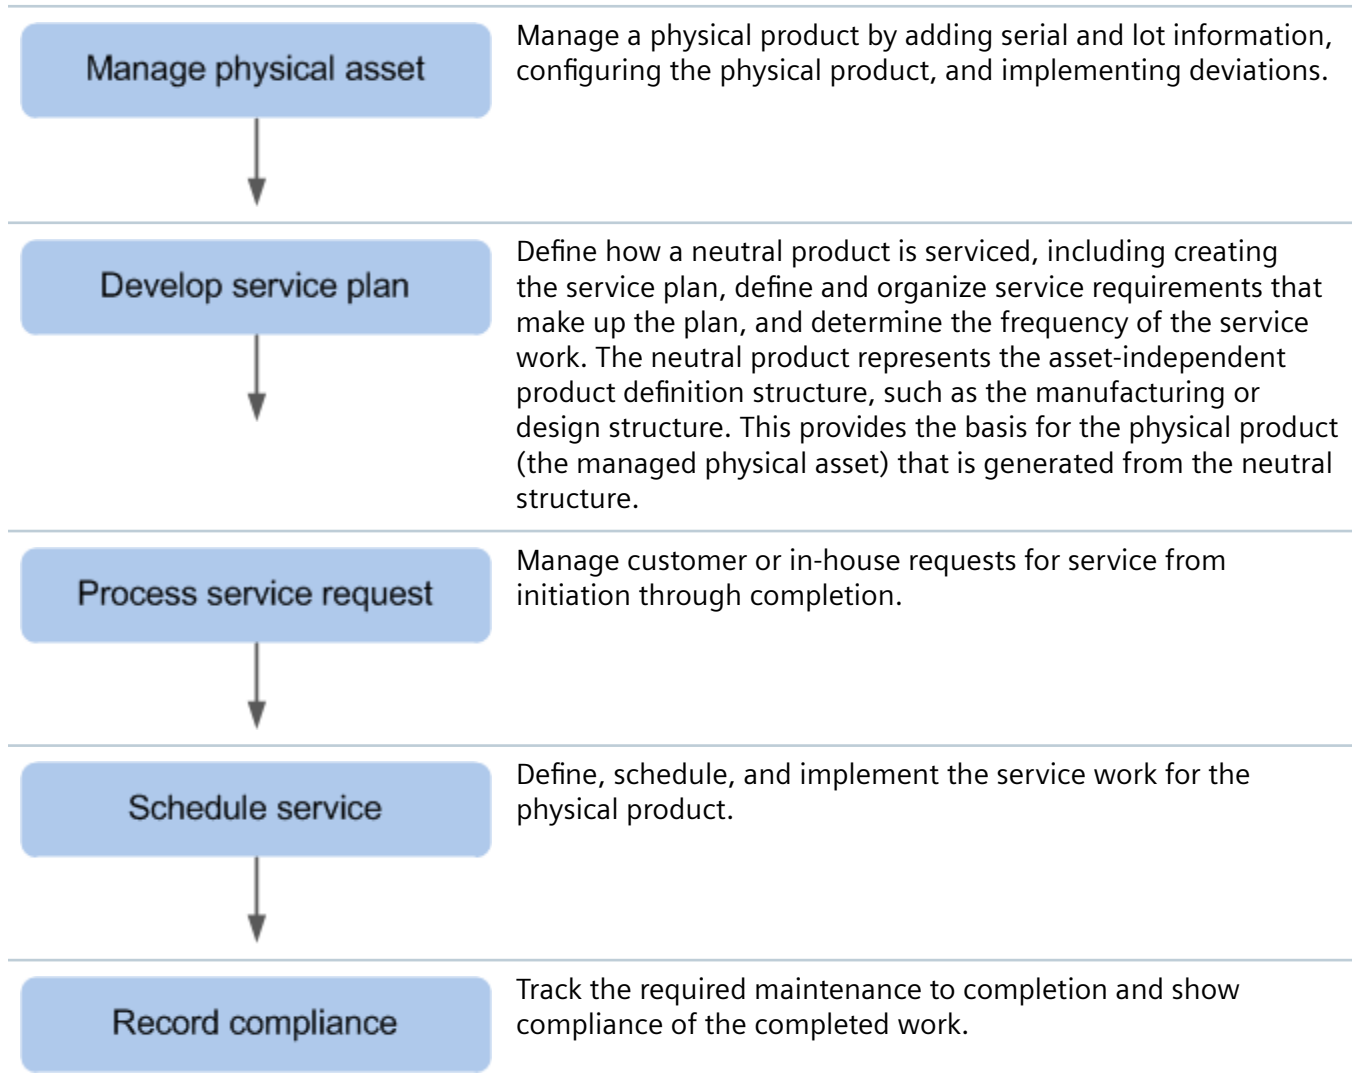 Manage physical asset
Manage a physical product by adding serial and lot information,
configuring the physical product, and implementing deviations.
Develop service plan
Define how a neutral product is serviced, including creating
the service plan, define and organize service requirements that
make up the plan, and determine the frequency of the service
work. The neutral product represents the asset-independent
product definition structure, such as the manufacturing or
design structure. This provides the basis for the physical product
(the managed physical asset) that is generated from the neutral
structure.
Process service request
Manage customer or in-house requests for service from
initiation through completion.
Schedule service
Define, schedule, and implement the service work for the
physical product.
Record compliance
Track the required maintenance to completion and show
compliance of the completed work.